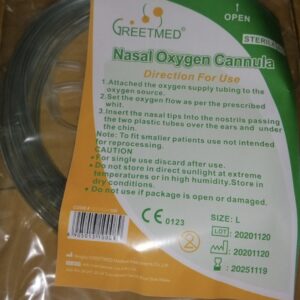 OPEN
GREETMED®
STERILE
Nasal Oxygen Cannula
Direction For Use
1.Attached the oxygen supply tubing to the
oxygen source.
2.Set the oxygen flow as per the prescribed
whit.
3.Insert the nasal tips into the nostrils passing
the two plastic tubes over the ears and under
the chin.
Note: To fit smaller patients use not intended
for reprocessing.
CAUTION
For single use discard after use.
Do not store in direct sunlight at extreme
temperatures or in high humidity. Store in
dry conditions.
Do not use if package is open or damaged.
CE 0123
SIZE: L
LOT 20201120
20201120
20251119